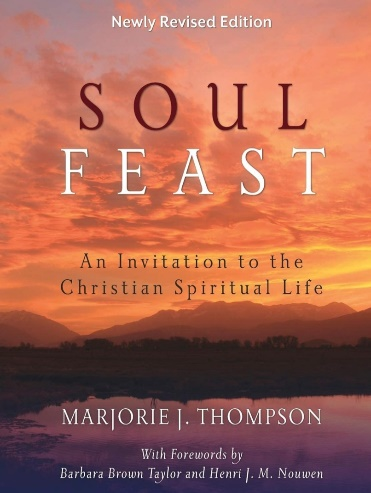 Newly Revised Edition
SOUL
FEAST
An Invitation to the
Christian Spiritual Life
MARJORIE J. THOMPSON
With Forewords by
Barbara Brown Taylor and Henri J. M. Nouwen